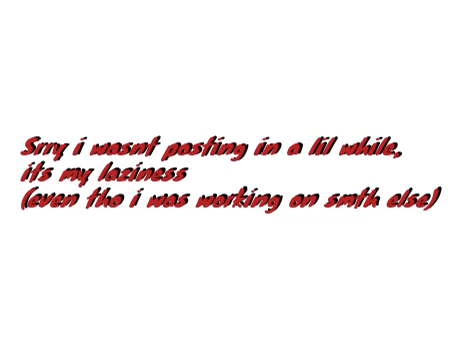 Srry i wasnt posting in a lil while,
its my laziness
(even tho i was working on smth else)